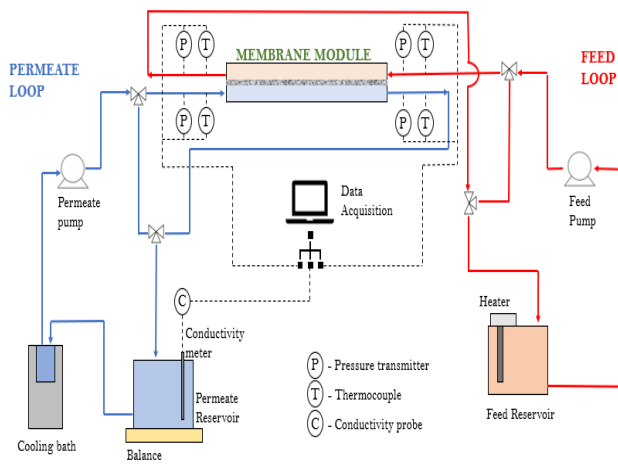 P
T
P
T
MEMBRANE MODULE
PERMEATE
LOOP
FEED
LOOP
P
T
P
T
Permeate
pump
Data
Acquisition
Feed
Pump
C
Conductivity
meter
Heater
P - Pressure transmitter
T - Thermocouple
C - Conductivity probe
Permeate
Reservoir
Feed Reservoir
Cooling bath
Balance